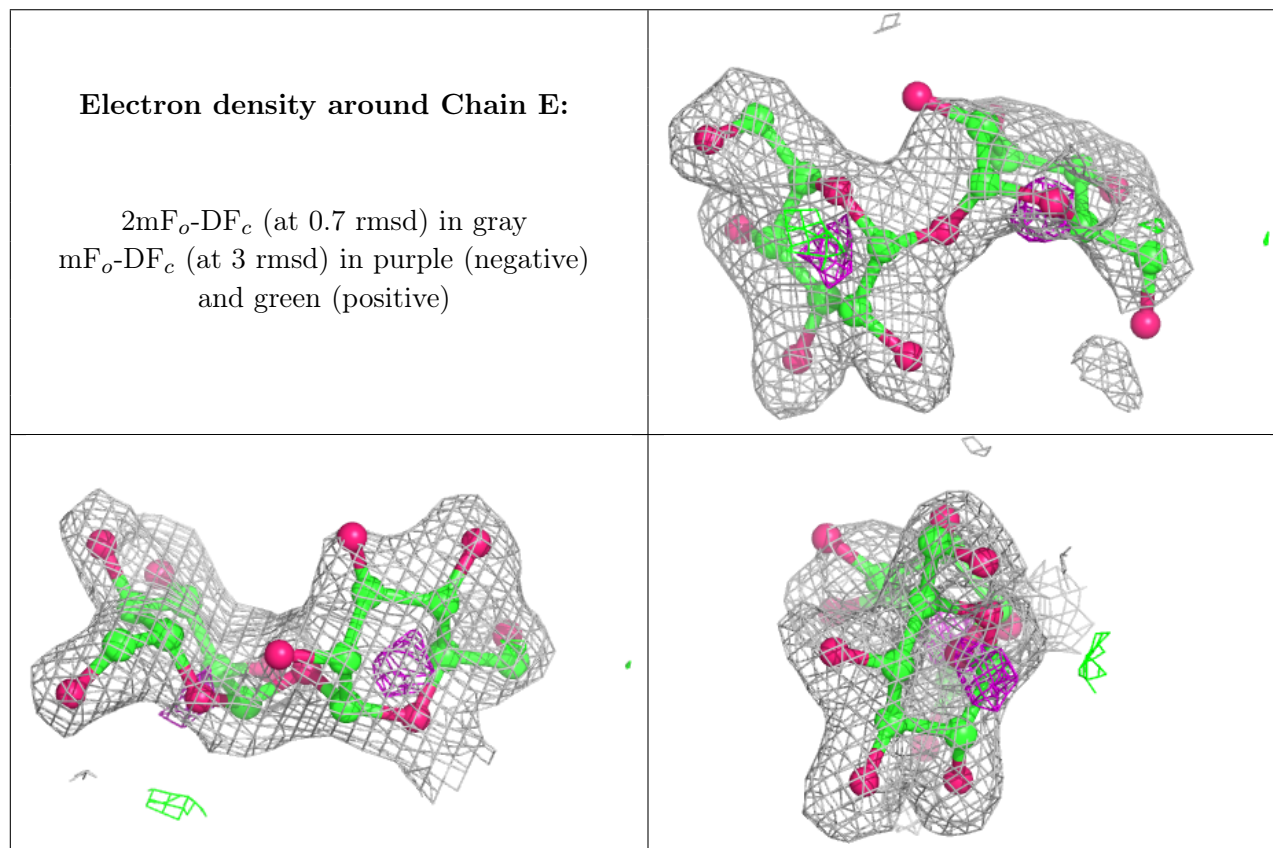 Electron density around Chain E:
2mFₒ-DF𝒸 (at 0.7 rmsd) in gray
mFₒ-DF𝒸 (at 3 rmsd) in purple (negative)
and green (positive)